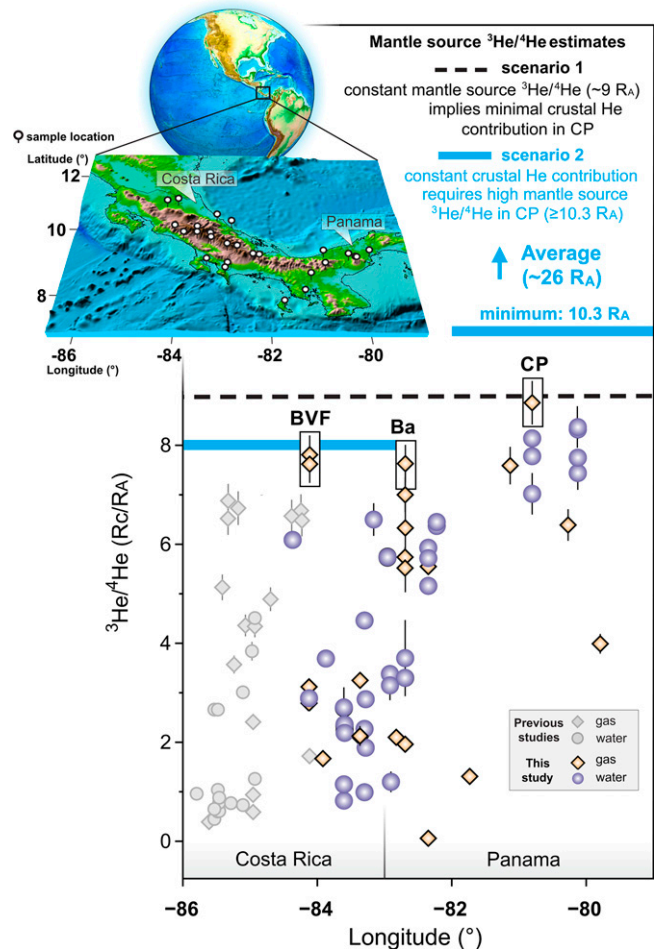 Mantle source ³He/⁴He estimates
scenario 1
constant mantle source ³He/⁴He (~9 RA)
implies minimal crustal He
contribution in CP
scenario 2
constant crustal He contribution
requires high mantle source
³He/⁴He in CP (≥10.3 RA)
Average
(~26 RA)
minimum: 10.3 RA
sample location
Latitude (°)
12
10
8
Costa Rica
Panama
-86
-84
-82
-80
Longitude (°)
BVF
Ba
CP
³He/⁴He (Rc/RA)
8
6
4
2
0
Previous studies
gas
water
This study
gas
water
Costa Rica
Panama
-86
-84
-82
-80
Longitude (°)